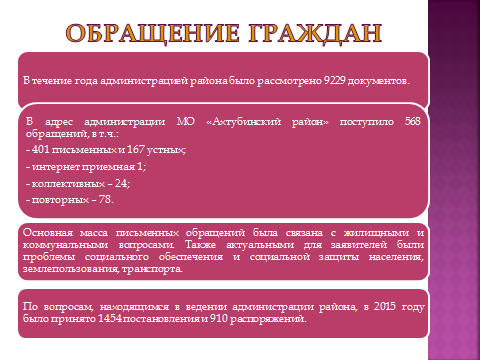 ОБРАЩЕНИЕ ГРАЖДАН
В течение года администрацией района было рассмотрено 9229 документов.
В адрес администрации МО «Ахтубинский район» поступило 568
обращений, в т.ч.:
- 401 письменных и 167 устных;
- интернет приемная 1;
- коллективных – 24;
- повторных – 78.
Основная масса письменных обращений была связана с жилищными и
коммунальными вопросами. Также актуальными для заявителей были
проблемы социального обеспечения и социальной защиты населения,
землепользования, транспорта.
По вопросам, находящимся в ведении администрации района, в 2015 году
было принято 1454 постановления и 910 распоряжений.